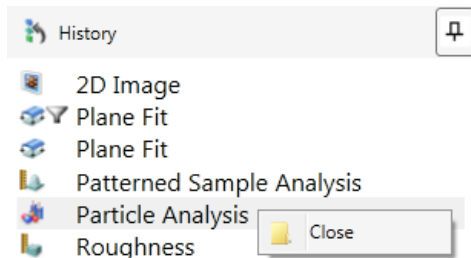 History
2D Image
Plane Fit
Plane Fit
Patterned Sample Analysis
Particle Analysis
Close
Roughness